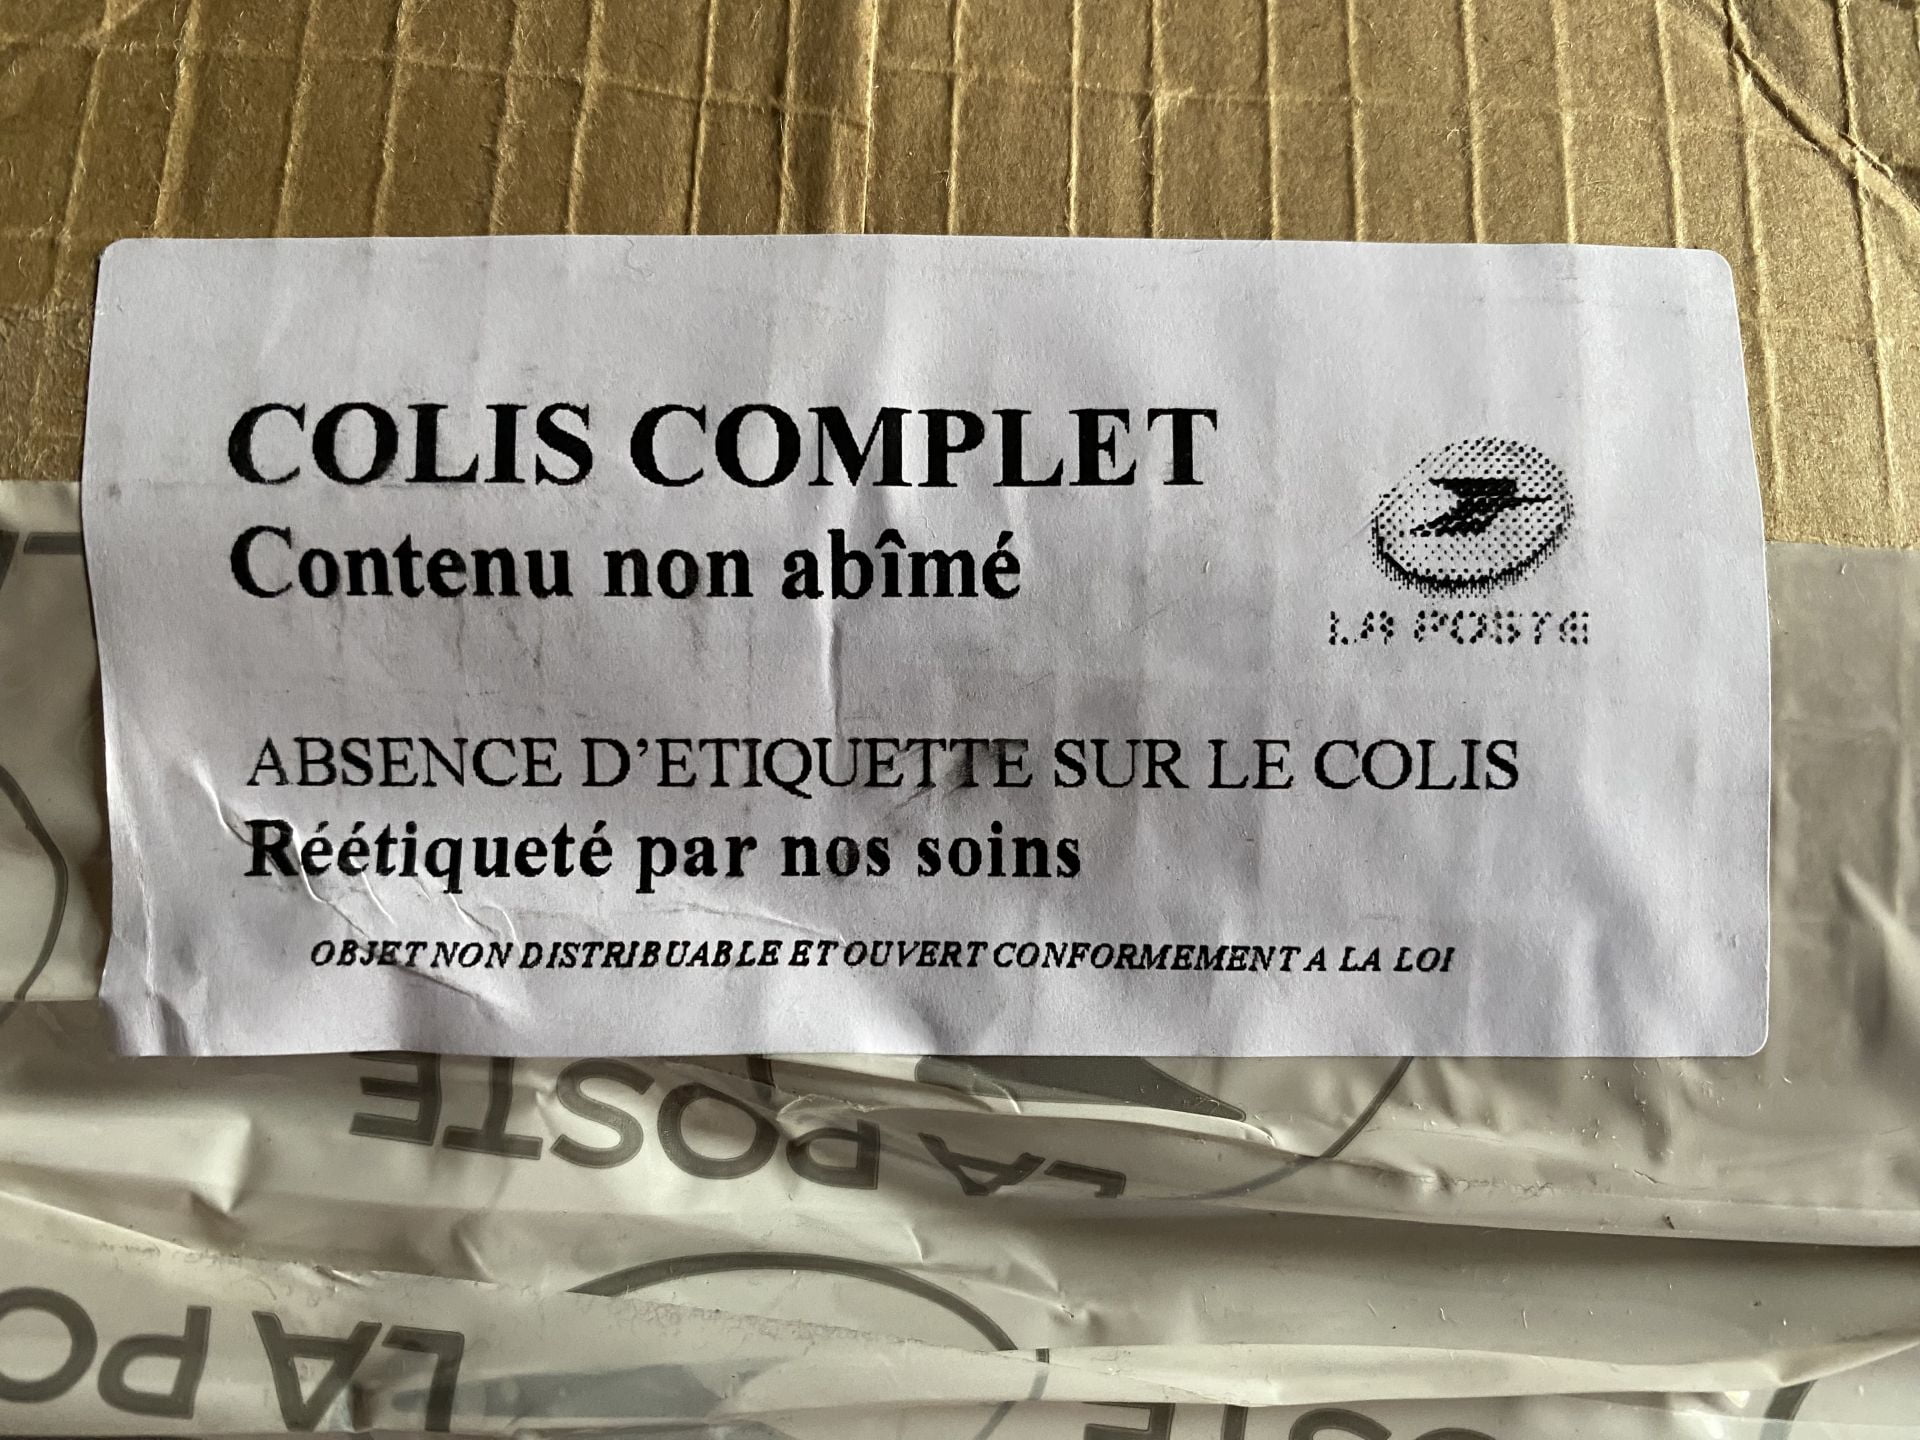 COLIS COMPLET
Contenu non abîmé
LA POSTE
ABSENCE D'ETIQUETTE SUR LE COLIS
Réétiqueté par nos soins
OBJET NON DISTRIBUABLE ET OUVERT CONFORMEMENT A LA LOI
LA POSTE
LA PO
OSTE